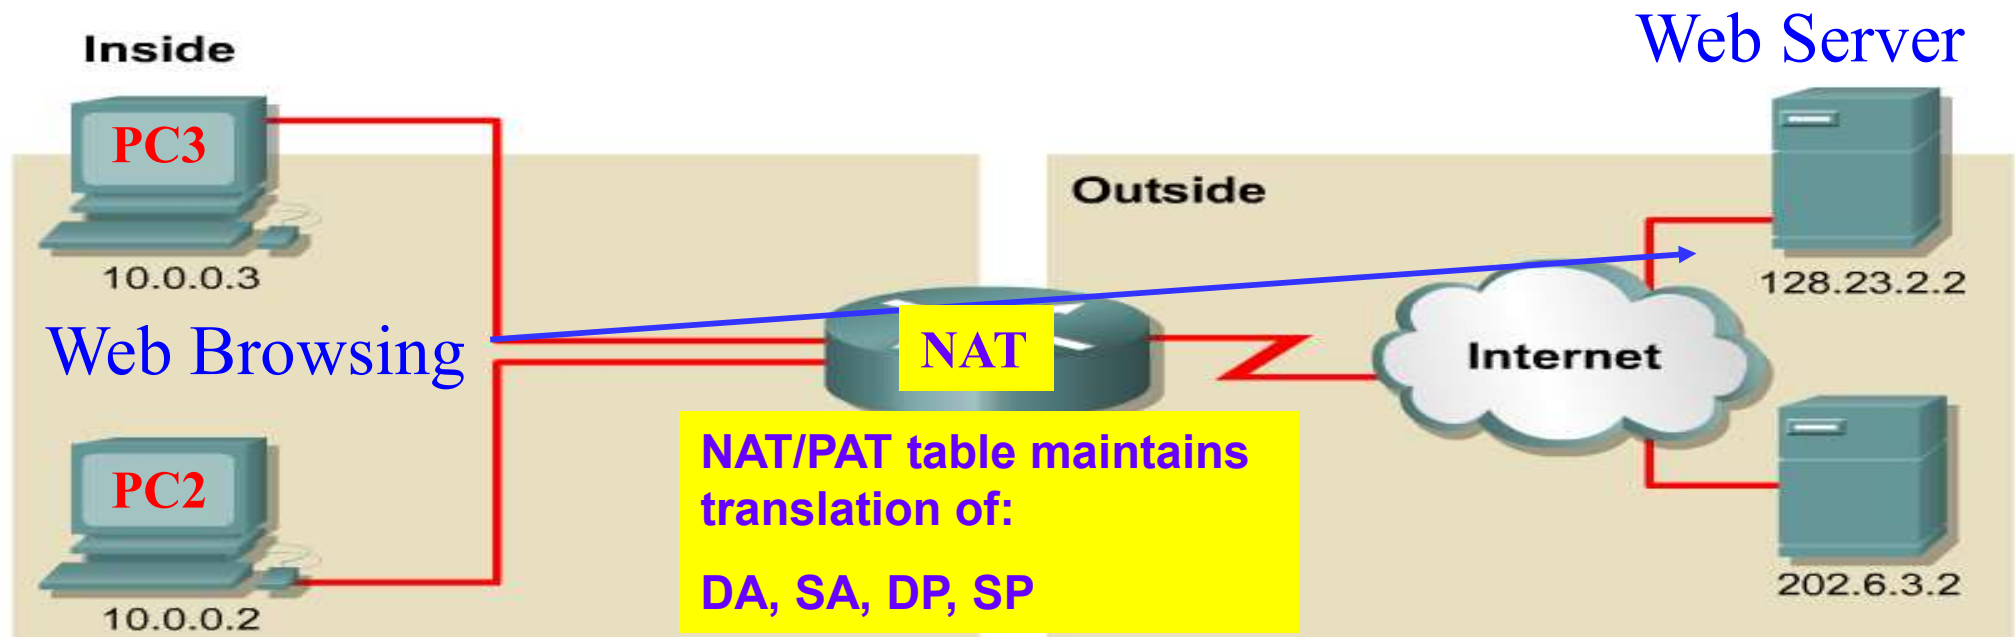 Inside
Web Server
PC3
Outside
10.0.0.3
128.23.2.2
Web Browsing
NAT
Internet
NAT/PAT table maintains
translation of:
DA, SA, DP, SP
PC2
10.0.0.2
202.6.3.2